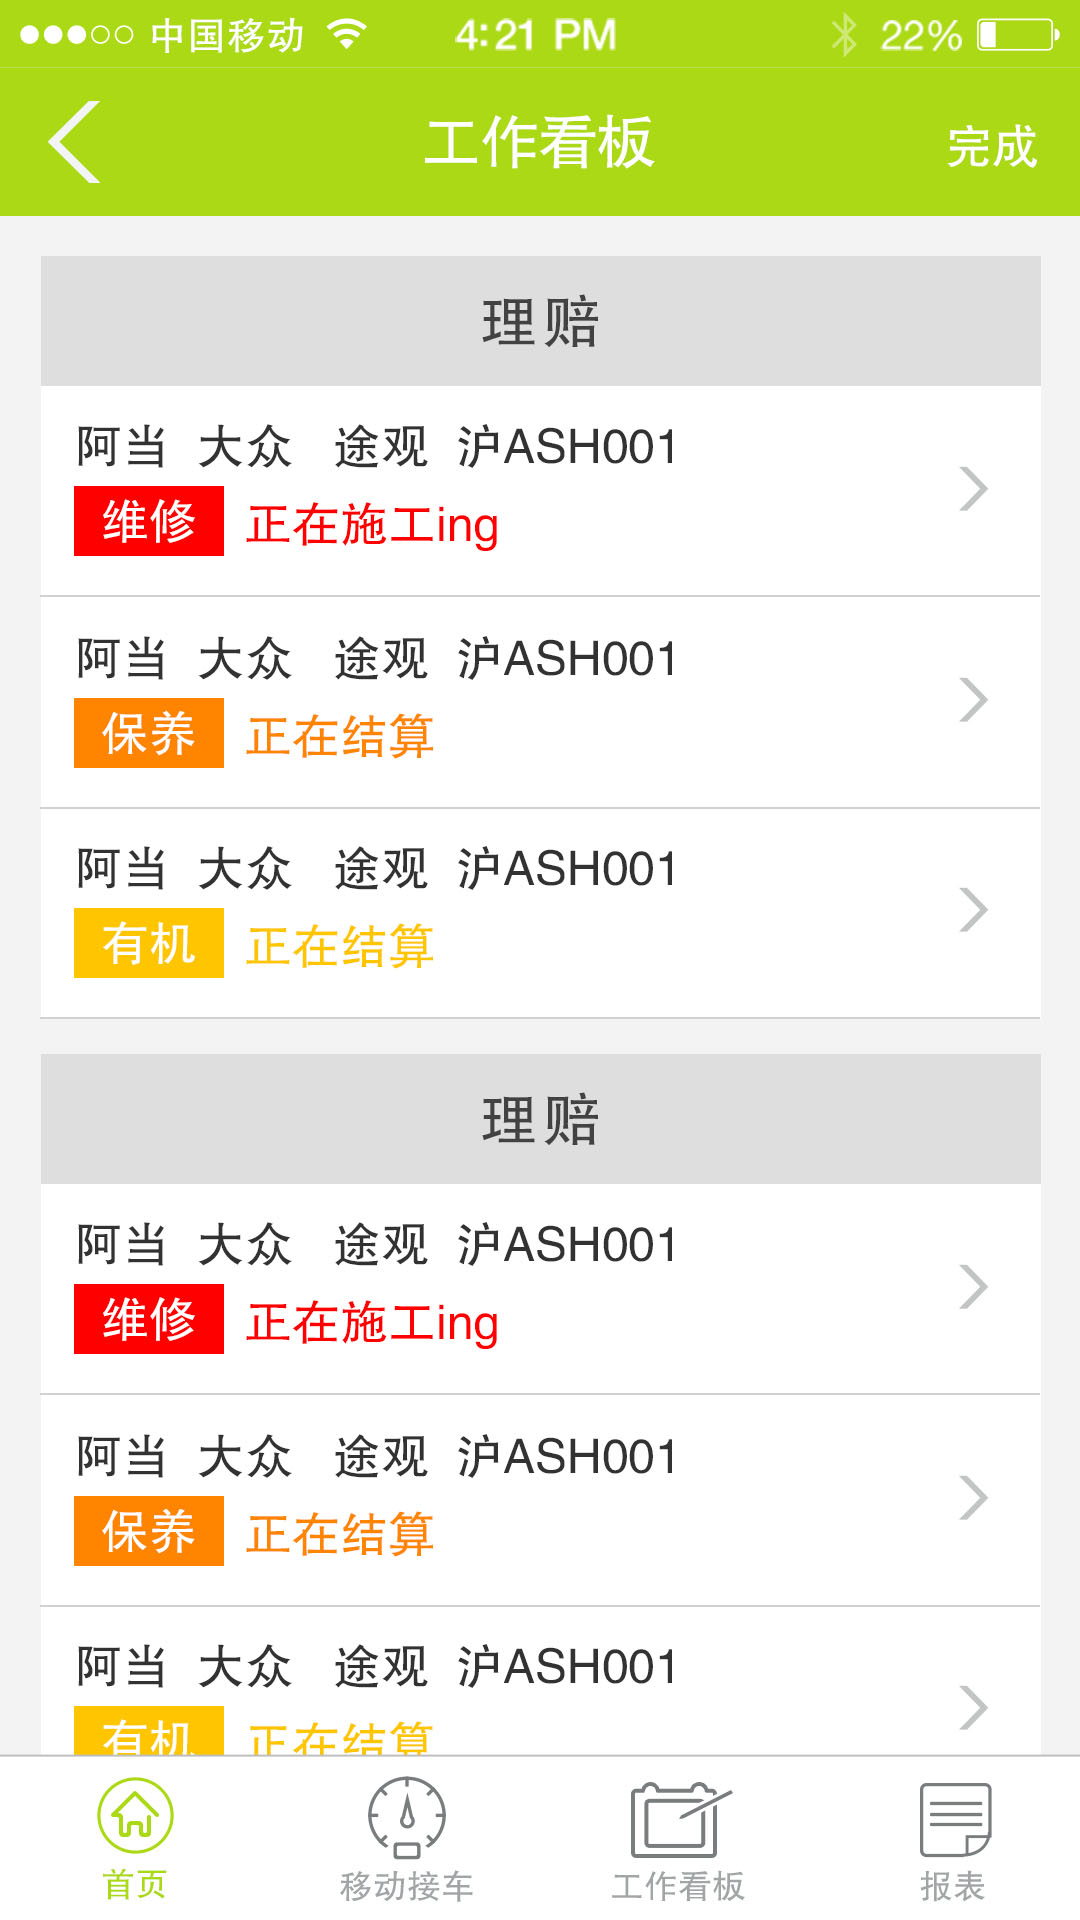 中国移动 4:21 PM 22%
工作看板 完成
理赔
阿当 大众 途观 沪ASH001
维修 正在施工ing
阿当 大众 途观 沪ASH001
保养 正在结算
阿当 大众 途观 沪ASH001
有机 正在结算
理赔
阿当 大众 途观 沪ASH001
维修 正在施工ing
阿当 大众 途观 沪ASH001
保养 正在结算
阿当 大众 途观 沪ASH001
有机 正在结算
首页 移动接车 工作看板 报表